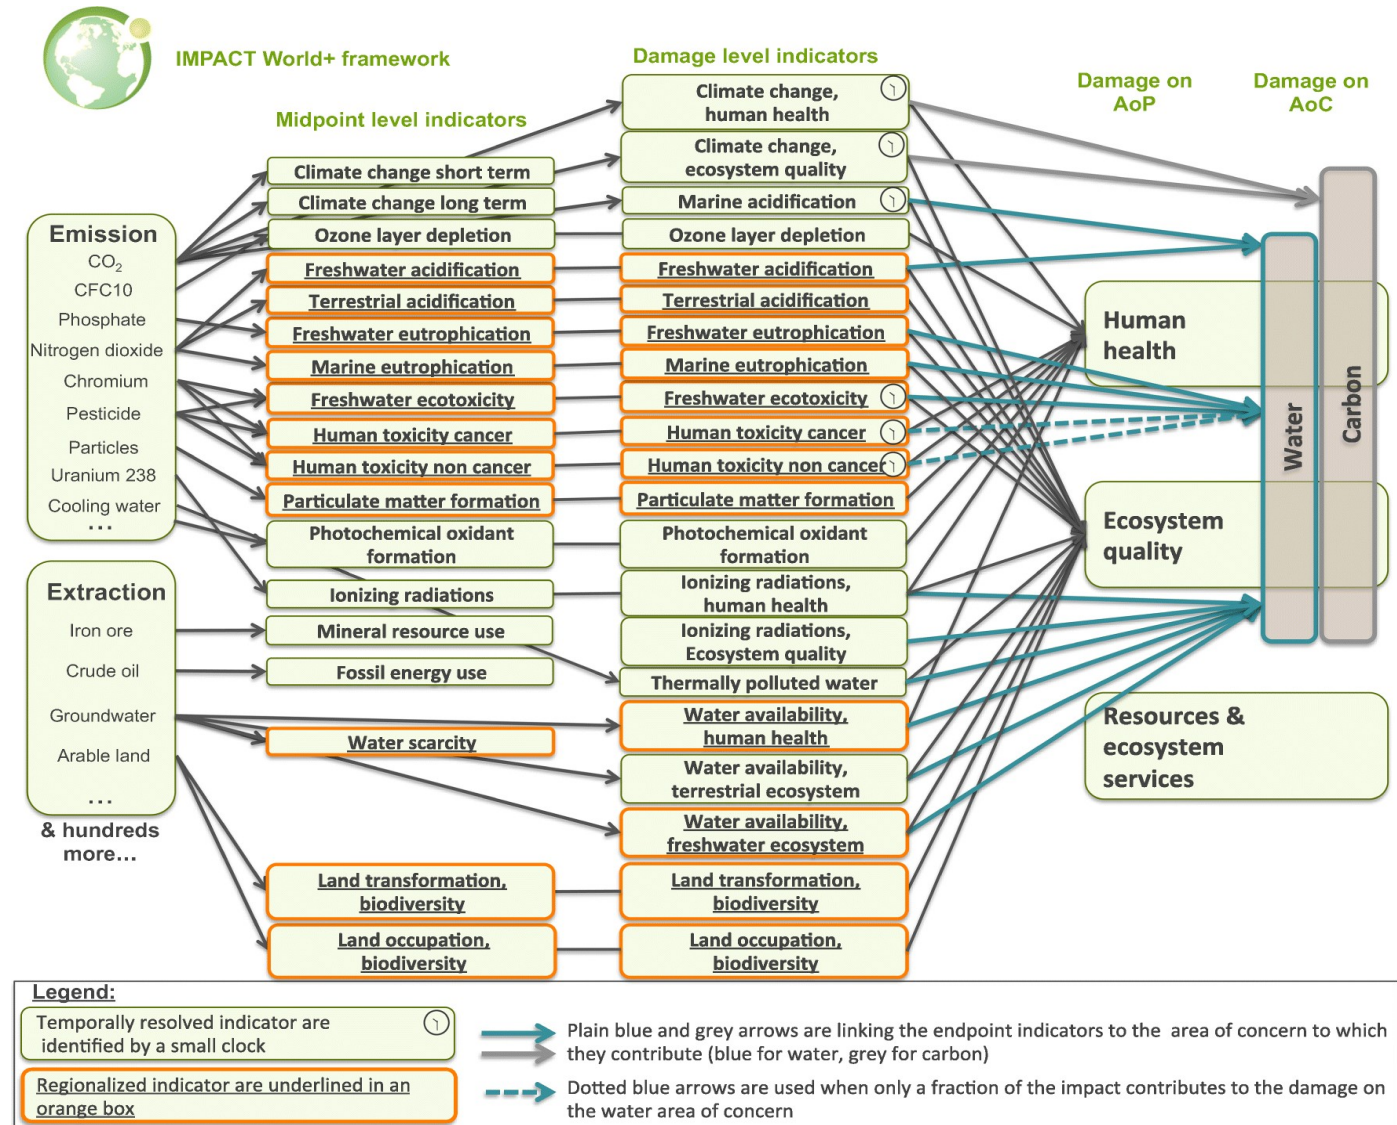 IMPACT World+ framework
Midpoint level indicators
Damage level indicators
Damage on
AoP
Damage on
AoC
Emission
CO2
CFC10
Phosphate
Nitrogen dioxide
Chromium
Pesticide
Particles
Uranium 238
Cooling water
...
Extraction
Iron ore
Crude oil
Groundwater
Arable land
...
& hundreds
more...
Climate change short term
Climate change long term
Ozone layer depletion
Freshwater acidification
Terrestrial acidification
Freshwater eutrophication
Marine eutrophication
Freshwater ecotoxicity
Human toxicity cancer
Human toxicity non cancer
Particulate matter formation
Photochemical oxidant
formation
Ionizing radiations
Mineral resource use
Fossil energy use
Water scarcity
Land transformation,
biodiversity
Land occupation,
biodiversity
Climate change,
human health
Climate change,
ecosystem quality
Marine acidification
Ozone layer depletion
Freshwater acidification
Terrestrial acidification
Freshwater eutrophication
Marine eutrophication
Freshwater ecotoxicity
Human toxicity cancer
Human toxicity non cancer
Particulate matter formation
Photochemical oxidant
formation
Ionizing radiations,
human health
Ionizing radiations,
Ecosystem quality
Thermally polluted water
Water availability,
human health
Water availability,
terrestrial ecosystem
Water availability,
freshwater ecosystem
Land transformation,
biodiversity
Land occupation,
biodiversity
Human
health
Ecosystem
quality
Resources &
ecosystem
services
Water
Carbon
Legend:
Temporally resolved indicator are
identified by a small clock
Regionalized indicator are underlined in an
orange box
Plain blue and grey arrows are linking the endpoint indicators to the area of concern to which
they contribute (blue for water, grey for carbon)
Dotted blue arrows are used when only a fraction of the impact contributes to the damage on
the water area of concern